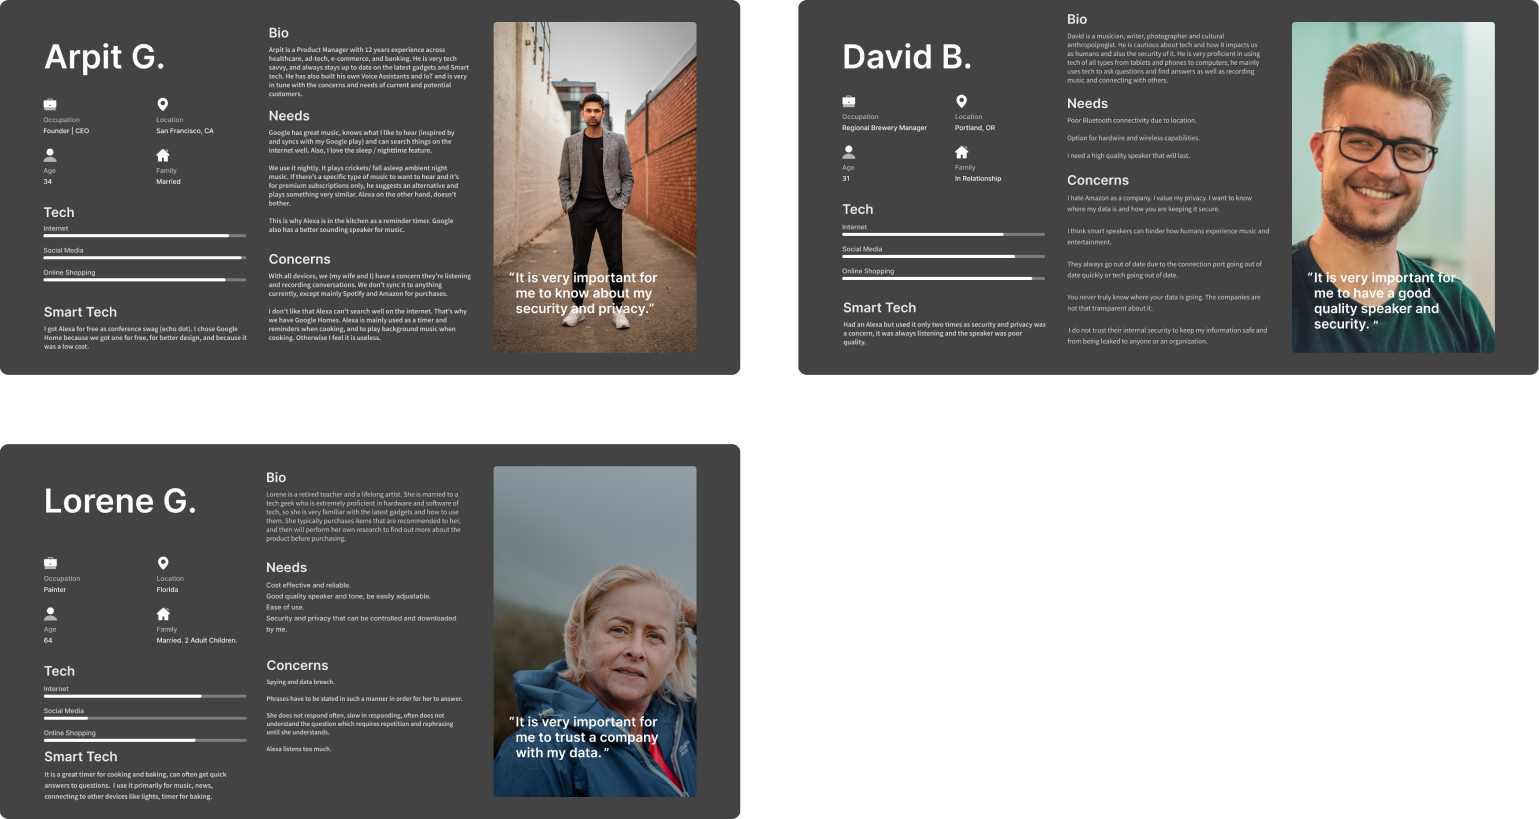 Arpit G.
Occupation
Founder | CEO
Location
San Francisco, CA
Age
34
Family
Married
Tech
Internet
Social Media
Online Shopping
Smart Tech
I got Alexa for free as conference swag (echo dot). I chose Google
Home because we got one for free, for better design, and because it
was a low cost.
Bio
Arpit is a Product Manager with 12 years experience across
healthcare, ad-tech, e-commerce, and banking. He is very tech
savvy, and always stays up to date on the latest gadgets and Smart
tech. He has also built his own Voice Assistants and IoT and is very
in tune with the concerns and needs of current and potential
customers.
Needs
Google has great music, knows what I like to hear (inspired by
and syncs with my Google play) and can search things on the
internet well. Also, I love the sleep / nighttime feature.
We use it nightly. It plays crickets/ fall asleep ambient night
music. If there's a specific type of music to want to hear and it's
for premium subscriptions only, he suggests an alternative and
plays something very similar. Alexa on the other hand, doesn't
bother.
This is why Alexa is in the kitchen as a reminder timer. Google
also has a better sounding speaker for music.
Concerns
With all devices, we (my wife and I) have a concern they're listening
and recording conversations. We don't sync it to anything
currently, except mainly Spotify and Amazon for purchases.
I don't like that Alexa can't search well on the internet. That's why
we have Google Homes. Alexa is mainly used as a timer and
reminders when cooking, and to play background music when
cooking. Otherwise I feel it is useless.
“It is very important for
me to know about my
security and privacy.”
David B.
Occupation
Regional Brewery Manager
Location
Portland, OR
Age
31
Family
In Relationship
Tech
Internet
Social Media
Online Shopping
Smart Tech
Had an Alexa but used it only two times as security and privacy was
a concern, it was always listening and the speaker was poor
quality.
Bio
David is a musician, writer, photographer and cultural
anthropolpogist. He is cautious about tech and how it impacts us
as humans and also the security of it. He is very proficient in using
tech of all types from tablets and phones to computers; he mainly
uses tech to ask questions and find answers as well as recording
music and connecting with others.
Needs
Poor Bluetooth connectivity due to location.
Option for hardwire and wireless capabilities.
I need a high quality speaker that will last.
Concerns
I hate Amazon as a company. I value my privacy. I want to know
where my data is and how you are keeping it secure.
I think smart speakers can hinder how humans experience music and
entertainment.
They always go out of date due to the connection port going out of
date quickly or tech going out of date.
You never truly know where your data is going. The companies are
not that transparent about it.
I do not trust their internal security to keep my information safe and
from being leaked to anyone or an organization.
“It is very important for
me to have a good
quality speaker and
security. ”
Lorene G.
Occupation
Painter
Location
Florida
Age
64
Family
Married. 2 Adult Children.
Tech
Internet
Social Media
Online Shopping
Smart Tech
It is a great timer for cooking and baking, can often get quick
answers to questions. I use it primarily for music, news,
connecting to other devices like lights, timer for baking.
Bio
Lorene is a retired teacher and a lifelong artist. She is married to a
tech geek who is extremely proficient in hardware and software of
tech, so she is very familiar with the latest gadgets and how to use
them. She typically purchases items that are recommended to her,
and then will perform her own research to find out more about the
product before purchasing.
Needs
Cost effective and reliable.
Good quality speaker and tone, be easily adjustable.
Ease of use.
Security and privacy that can be controlled and downloaded
by me.
Concerns
Spying and data breach.
Phrases have to be stated in such a manner in order for her to answer.
She does not respond often, slow in responding, often does not
understand the question which requires repetition and rephrasing
until she understands.
Alexa listens too much.
“It is very important for
me to trust a company
with my data. ”